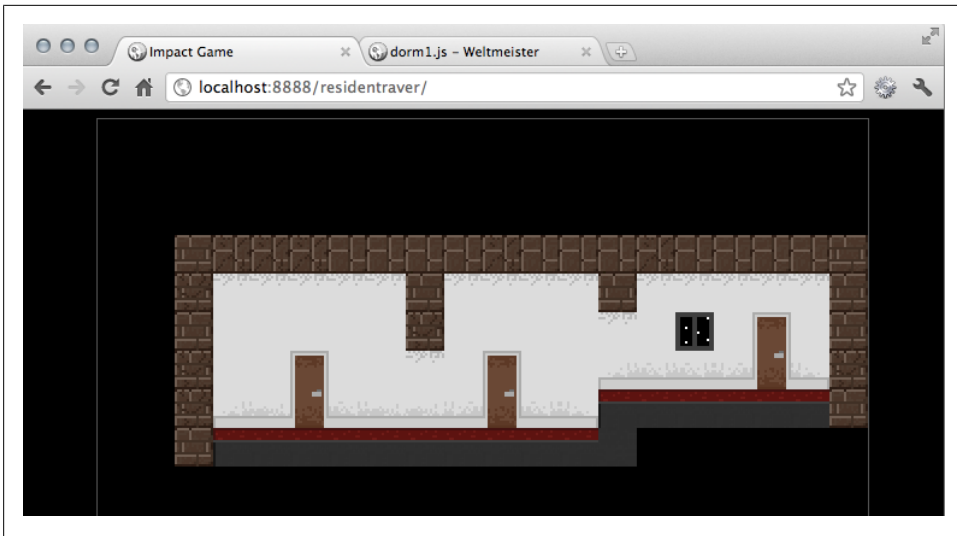 Impact Game
dorm1.js – Weltmeister
localhost:8888/residentraver/